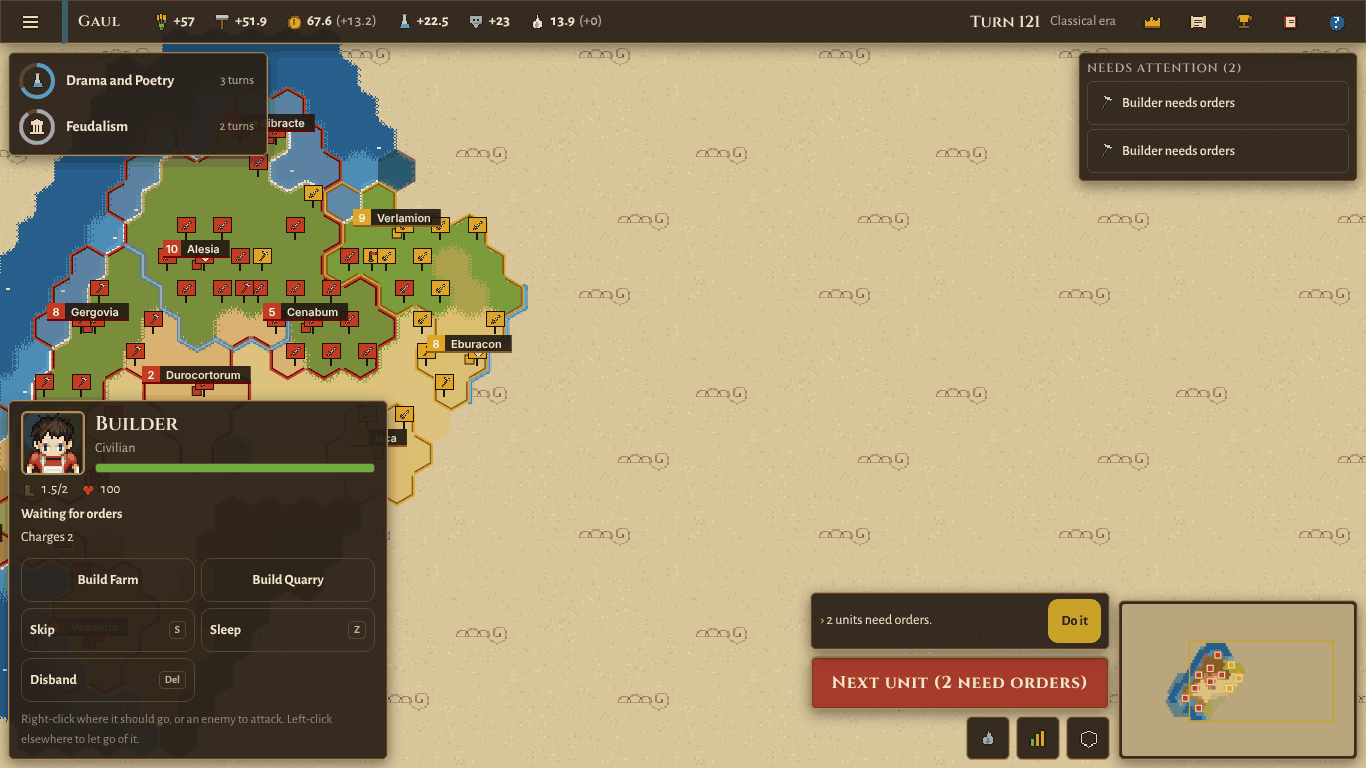 Gaul
+57
+51.9
67.6 (+13.2)
+22.5
+23
13.9 (+0)
Turn 121
Classical era
?
Drama and Poetry
3 turns
Feudalism
2 turns
NEEDS ATTENTION (2)
Builder needs orders
Builder needs orders
Bibracte
9 Verlamion
10 Alesia
8 Gergovia
5 Cenabum
8 Eburacon
2 Durocortorum
Builder
Civilian
1.5/2
100
Waiting for orders
Charges 2
Build Farm
Build Quarry
Skip
S
Vesontio
Sleep
Z
Disband
Del
Right-click where it should go, or an enemy to attack. Left-click
elsewhere to let go of it.
› 2 units need orders.
Do it
Next unit (2 need orders)